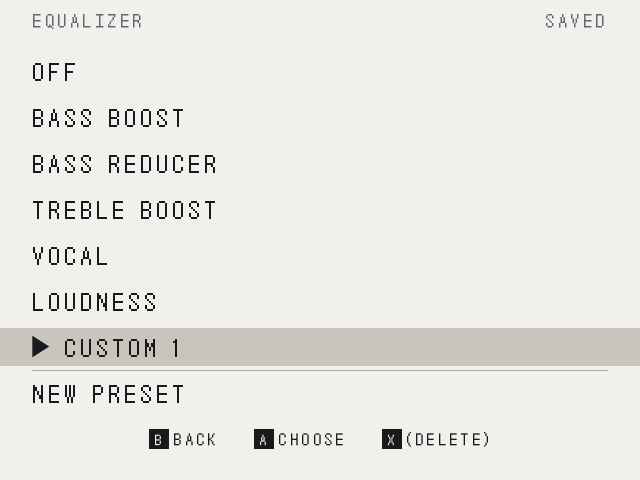 EQUALIZER SAVED
OFF
BASS BOOST
BASS REDUCER
TREBLE BOOST
VOCAL
LOUDNESS
▶ CUSTOM 1
NEW PRESET
B BACK A CHOOSE X (DELETE)